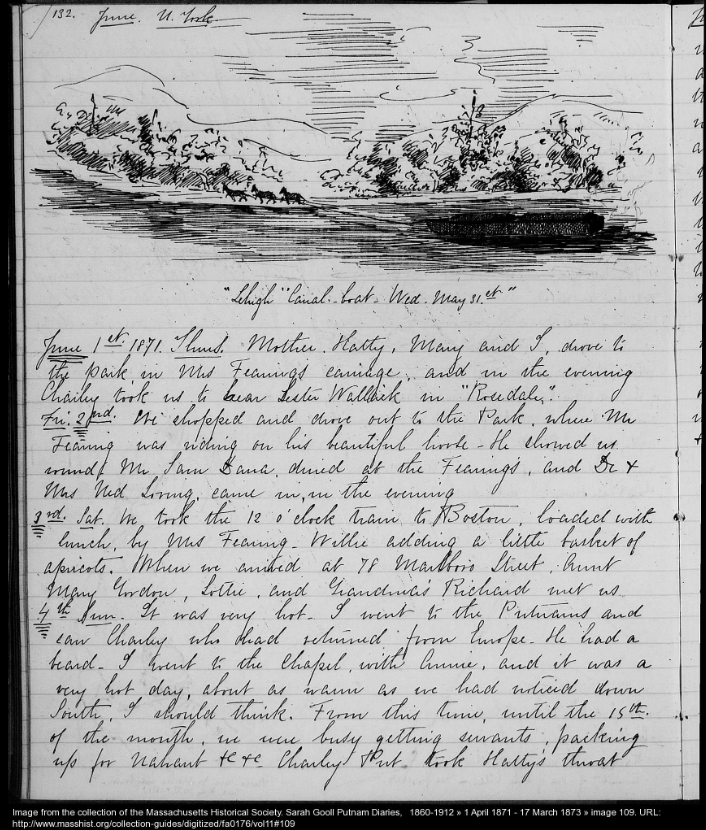 132. June. N. York
"Lehigh" Canal-boat - Wed. May 31st."
June 1st. 1871. Thurs. Mother, Hatty, Mary and I, drove to
the Park, in Mrs Fearings carriage, and in the evening
Charley took us to hear Lester Wallack in "Rosedale".
Fri. 2nd. We shopped and drove out to the Park, where Mr
Fearing was riding on his beautiful horse - He showed us
round. Mr Sam Dana, dined at the Fearing's, and Dr &
Mrs Ned Loring, came in, in the evening
3rd. Sat. We took the 12 o'clock train to Boston, loaded with
lunch, by Mrs Fearing - Willie adding a little basket of
apricots. When we arrived at 78 Marlboro Street, Aunt
Mary Gordon, Lottie, and Grandma's Richard met us.
4th Sun. It was very hot - I went to the Putnams and
saw Charley who had returned from Europe - He had a
beard - I went to the Chapel, with Annie, and it was a
very hot day, about as warm as we had noticed down
South, I should think. From this time, until the 15th.
of the month, we were busy getting servants, packing
up for Nahant &c &c Charley Put. took Hatty's throat
Image from the collection of the Massachusetts Historical Society. Sarah Gooll Putnam Diaries, 1860-1912 » 1 April 1871 - 17 March 1873 » image 109. URL:
http://www.masshist.org/collection-guides/digitized/fa0176/vol11#109